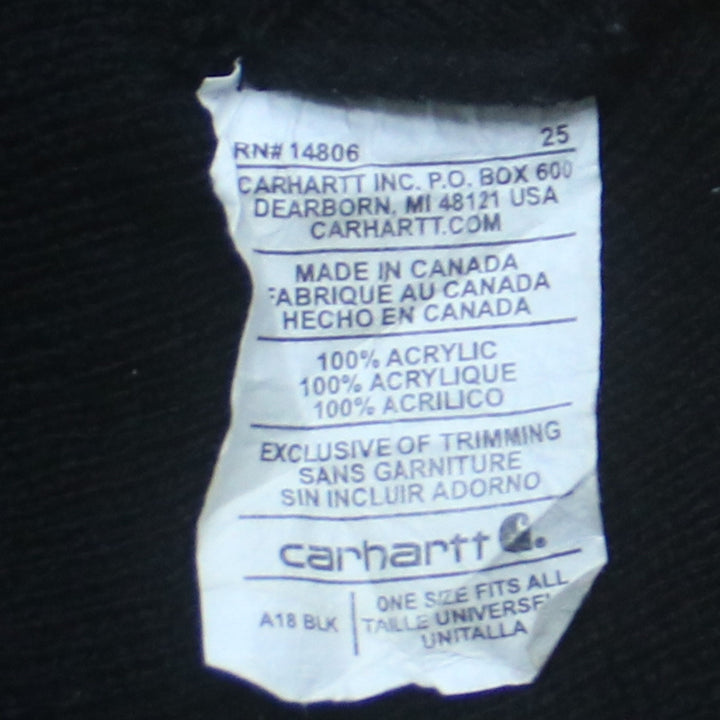 RN# 14806 25
CARHARTT INC. P.O. BOX 600
DEARBORN, MI 48121 USA
CARHARTT.COM
MADE IN CANADA
FABRIQUE AU CANADA
HECHO EN CANADA
100% ACRYLIC
100% ACRYLIQUE
100% ACRILICO
EXCLUSIVE OF TRIMMING
SANS GARNITURE
SIN INCLUIR ADORNO
carhartt
A18 BLK
ONE SIZE FITS ALL
TAILLE UNIVERSEL
UNITALLA